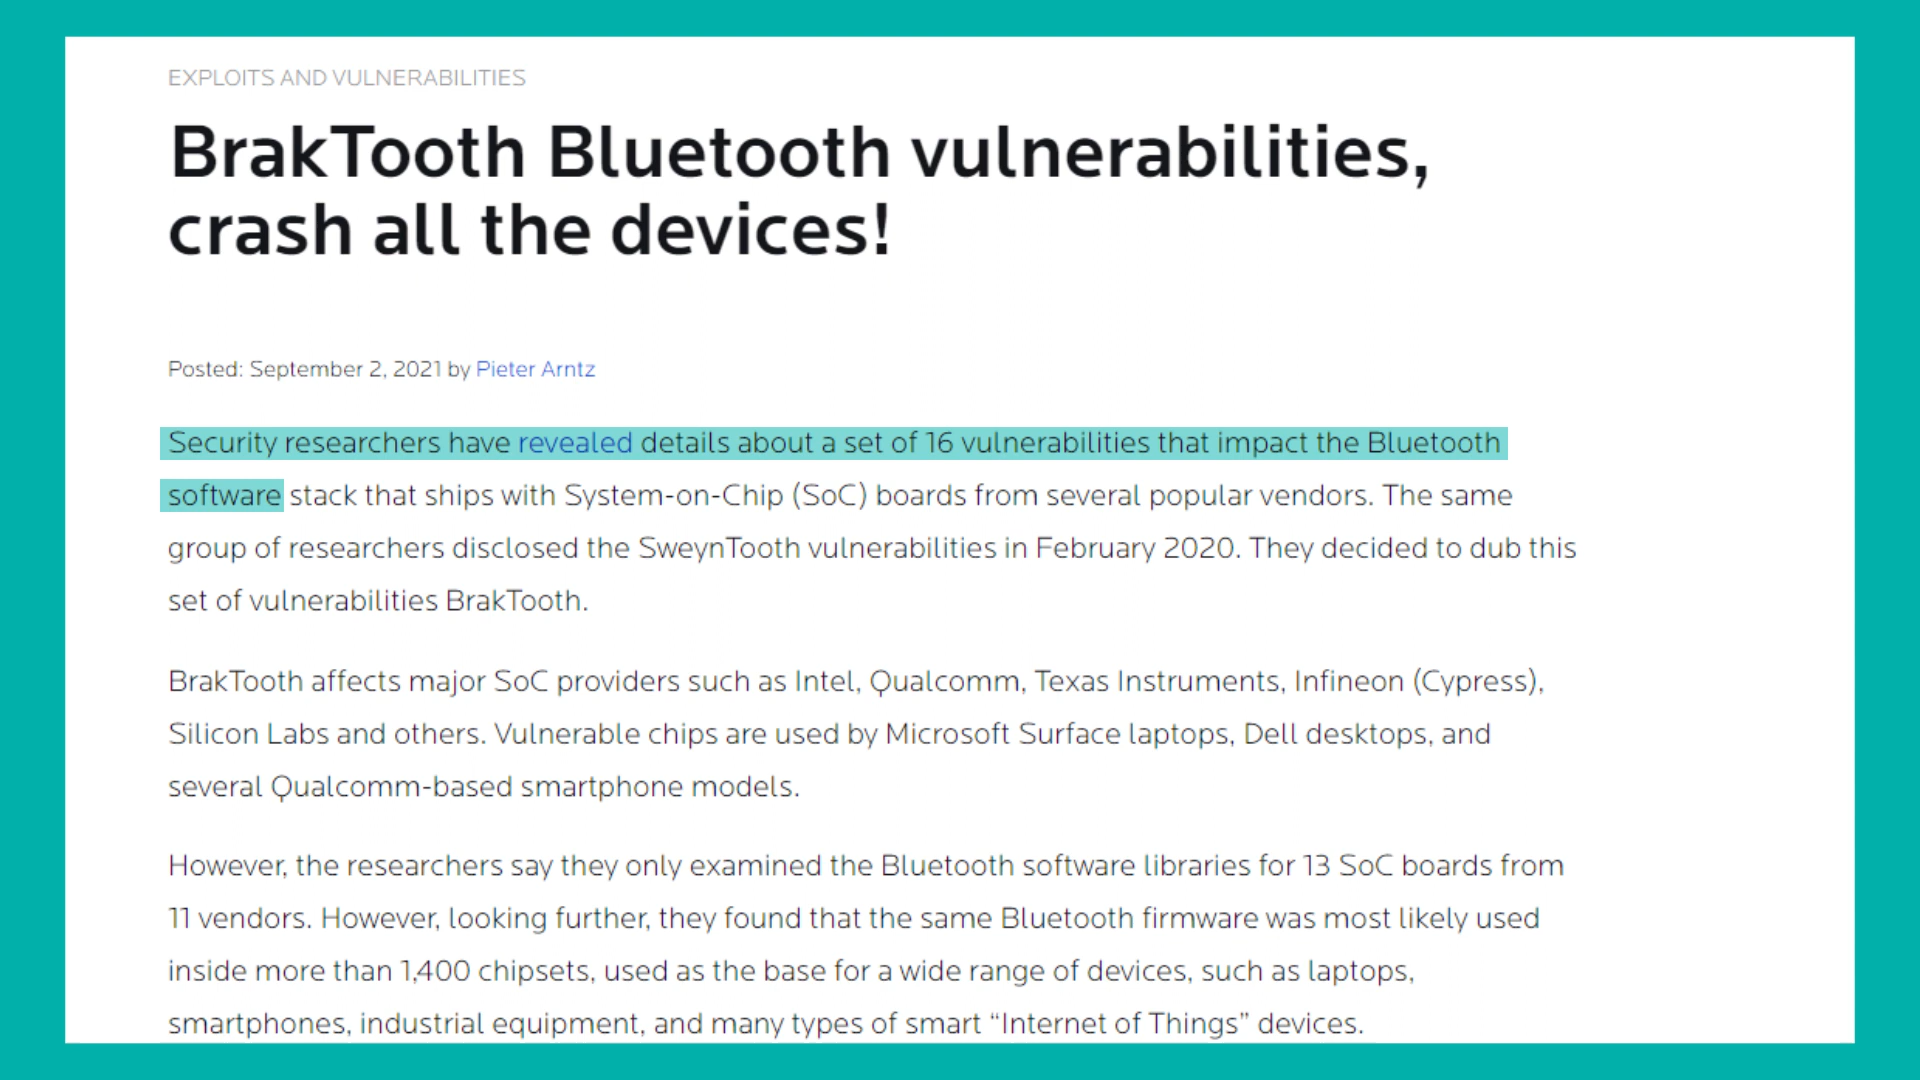 EXPLOITS AND VULNERABILITIES
BrakTooth Bluetooth vulnerabilities,
crash all the devices!
Posted: September 2, 2021 by Pieter Arntz
Security researchers have revealed details about a set of 16 vulnerabilities that impact the Bluetooth
software stack that ships with System-on-Chip (SoC) boards from several popular vendors. The same
group of researchers disclosed the SweynTooth vulnerabilities in February 2020. They decided to dub this
set of vulnerabilities BrakTooth.
BrakTooth affects major SoC providers such as Intel, Qualcomm, Texas Instruments, Infineon (Cypress),
Silicon Labs and others. Vulnerable chips are used by Microsoft Surface laptops, Dell desktops, and
several Qualcomm-based smartphone models.
However, the researchers say they only examined the Bluetooth software libraries for 13 SoC boards from
11 vendors. However, looking further, they found that the same Bluetooth firmware was most likely used
inside more than 1,400 chipsets, used as the base for a wide range of devices, such as laptops,
smartphones, industrial equipment, and many types of smart “Internet of Things” devices.